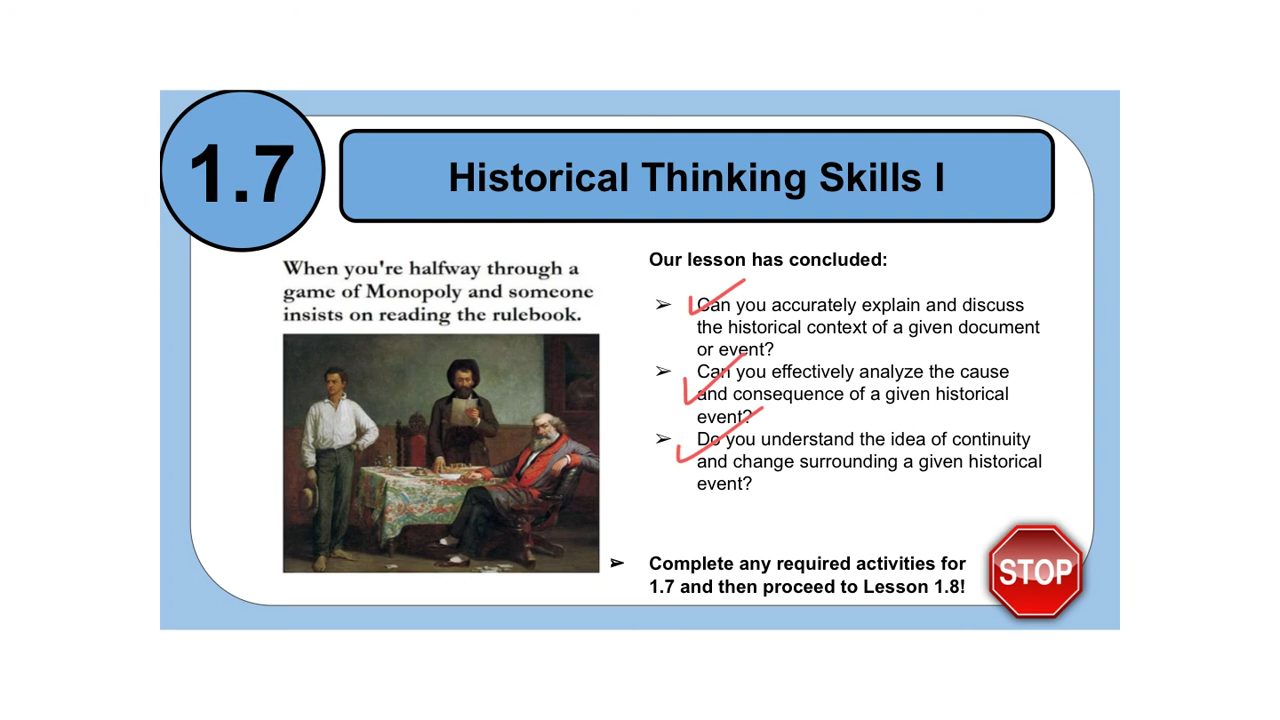 1.7
Historical Thinking Skills I
When you're halfway through a
game of Monopoly and someone
insists on reading the rulebook.
Our lesson has concluded:
➢ Can you accurately explain and discuss
the historical context of a given document
or event?
➢ Can you effectively analyze the cause
and consequence of a given historical
event?
➢ Do you understand the idea of continuity
and change surrounding a given historical
event?
➢ Complete any required activities for
1.7 and then proceed to Lesson 1.8!
STOP